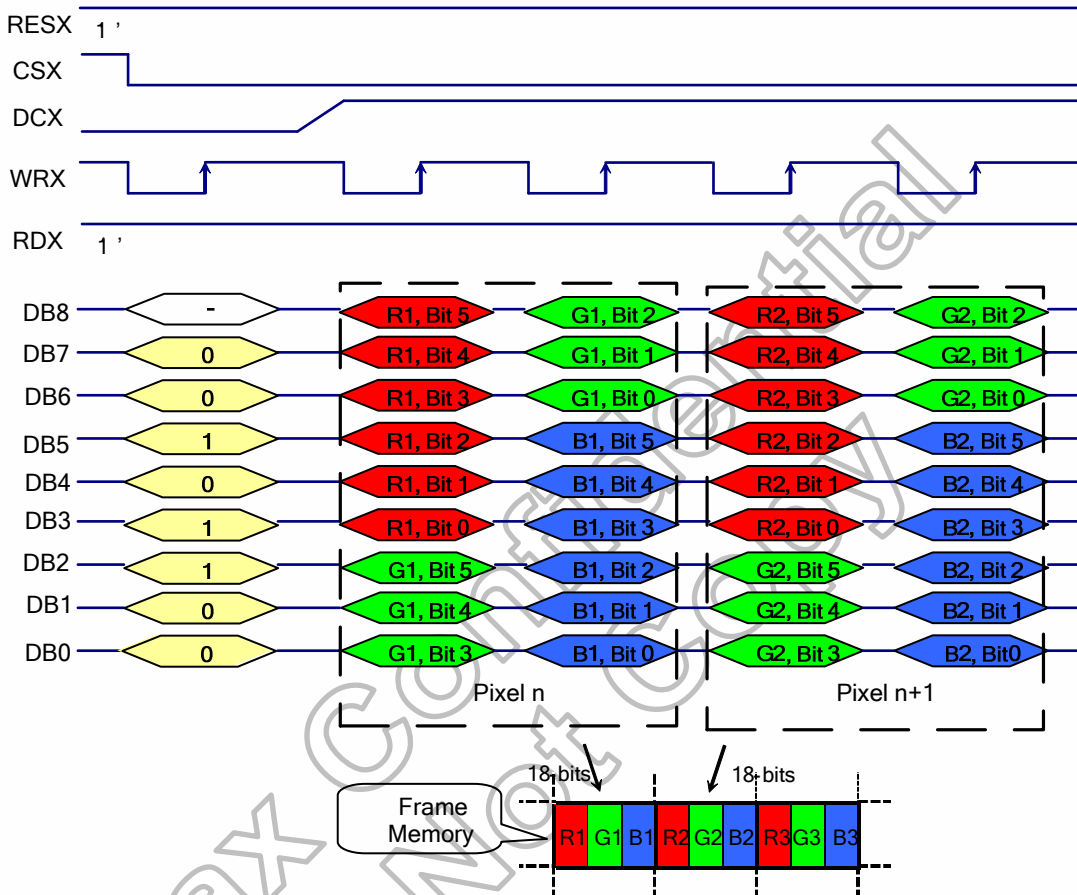 RESX 1 '
CSX
DCX
WRX
RDX 1 '
DB8 - R1, Bit 5 G1, Bit 2 R2, Bit 5 G2, Bit 2
DB7 0 R1, Bit 4 G1, Bit 1 R2, Bit 4 G2, Bit 1
DB6 0 R1, Bit 3 G1, Bit 0 R2, Bit 3 G2, Bit 0
DB5 1 R1, Bit 2 B1, Bit 5 R2, Bit 2 B2, Bit 5
DB4 0 R1, Bit 1 B1, Bit 4 R2, Bit 1 B2, Bit 4
DB3 1 R1, Bit 0 B1, Bit 3 R2, Bit 0 B2, Bit 3
DB2 1 G1, Bit 5 B1, Bit 2 G2, Bit 5 B2, Bit 2
DB1 0 G1, Bit 4 B1, Bit 1 G2, Bit 4 B2, Bit 1
DB0 0 G1, Bit 3 B1, Bit 0 G2, Bit 3 B2, Bit0
Pixel n Pixel n+1
18-bits 18-bits
Frame
Memory
R1 G1 B1 R2 G2 B2 R3 G3 B3
ax Confidential
Not Copy